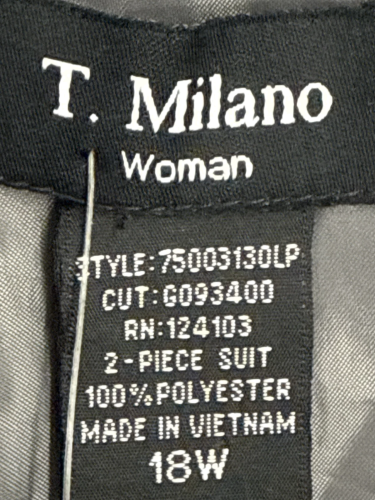 T. Milano
Woman
STYLE:75003130LP
CUT:G093400
RN:124103
2-PIECE SUIT
100%POLYESTER
MADE IN VIETNAM
18W